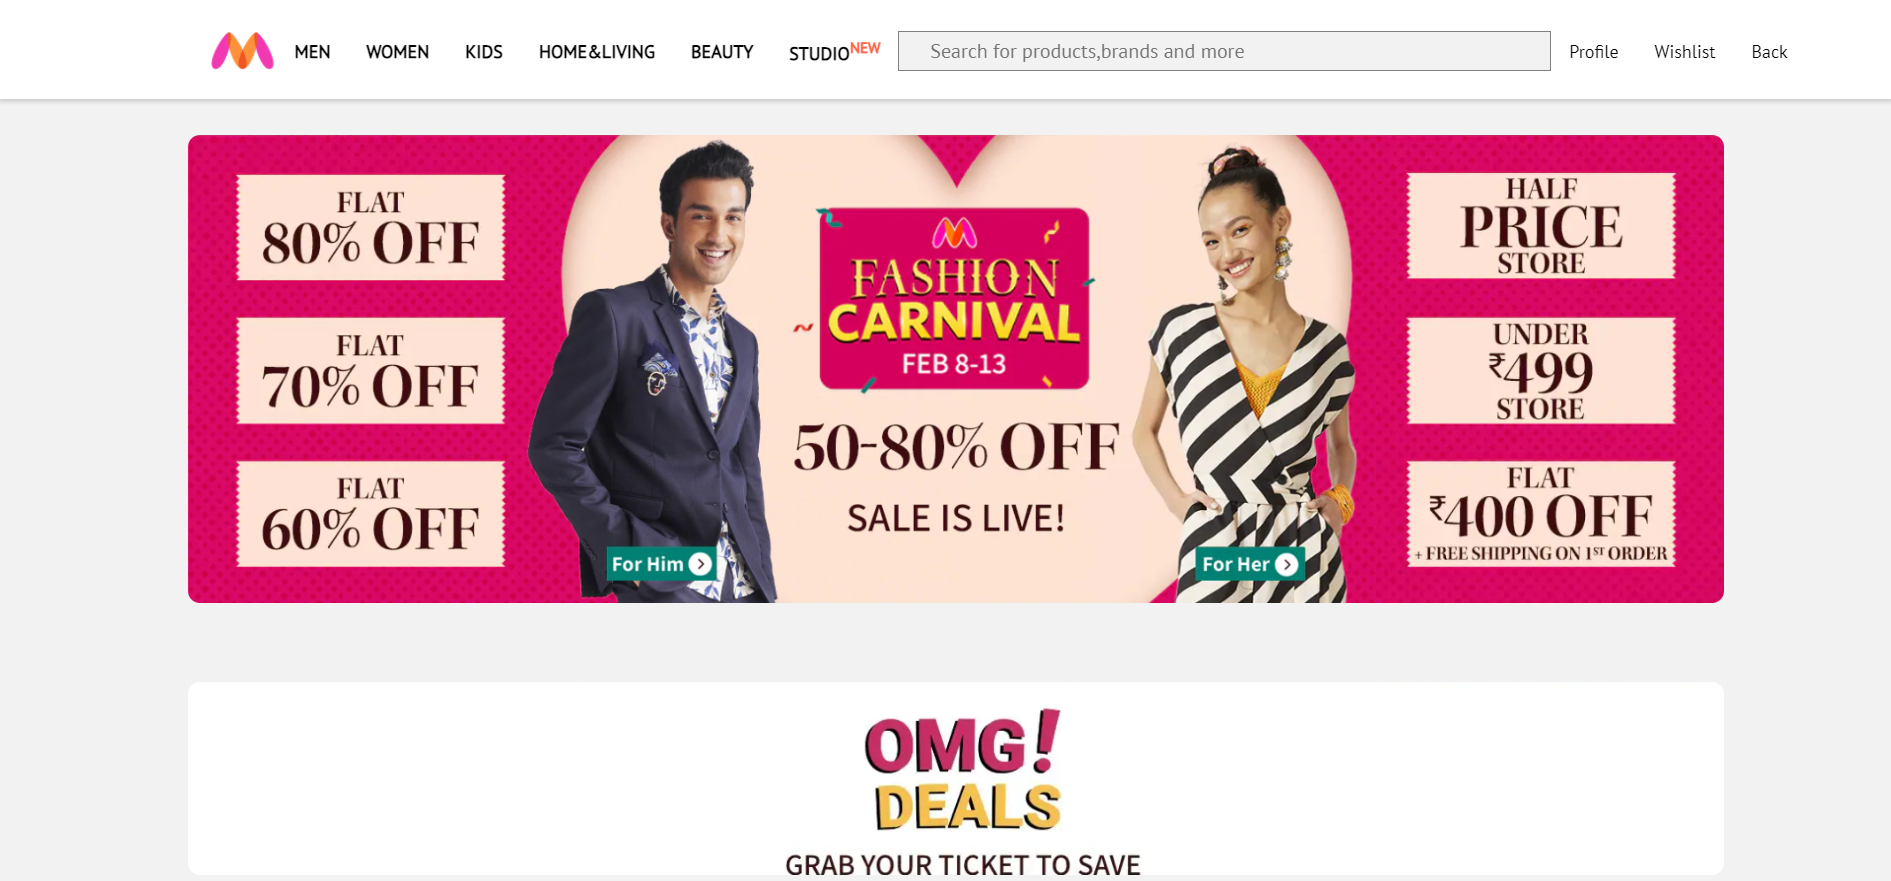 MEN
WOMEN
KIDS
HOME&LIVING
BEAUTY
STUDIONEW
Search for products,brands and more
Profile
Wishlist
Back
FLAT
80% OFF
FLAT
70% OFF
FLAT
60% OFF
FASHION
CARNIVAL
FEB 8-13
50-80% OFF
SALE IS LIVE!
For Him
For Her
HALF
PRICE
STORE
UNDER
₹499
STORE
FLAT
₹400 OFF
+ FREE SHIPPING ON 1ST ORDER
OMG!
DEALS
GRAB YOUR TICKET TO SAVE